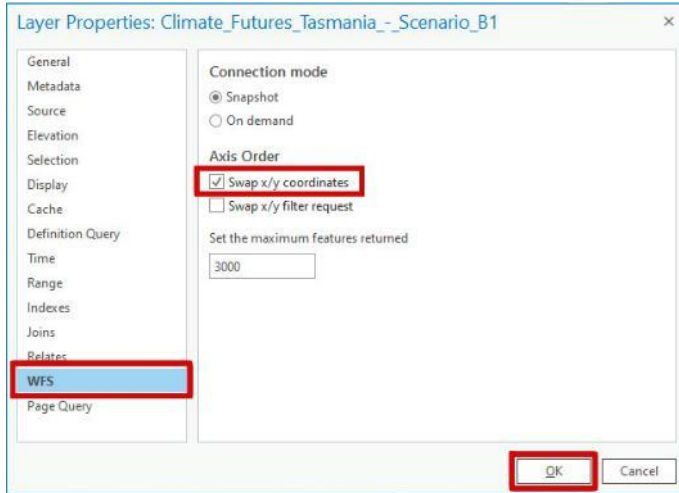 Layer Properties: Climate_Futures_Tasmania_-_Scenario_B1
General
Metadata
Source
Elevation
Selection
Display
Cache
Definition Query
Time
Range
Indexes
Joins
Relates
WFS
Page Query
Connection mode
Snapshot
On demand
Axis Order
Swap x/y coordinates
Swap x/y filter request
Set the maximum features returned
3000
OK
Cancel